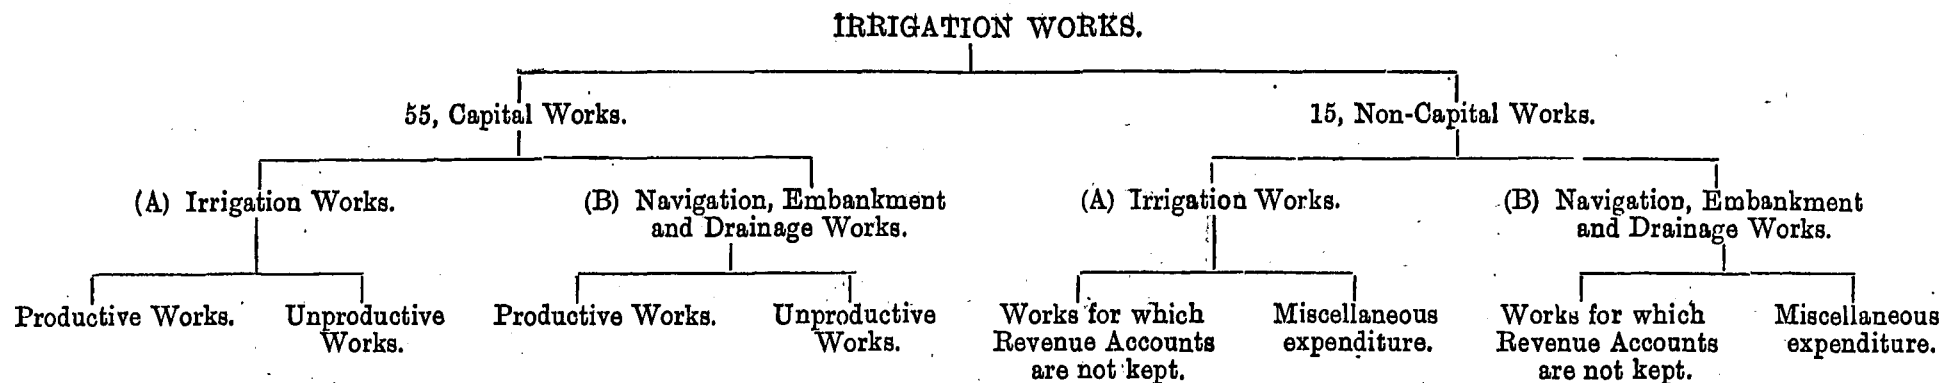 IRRIGATION WORKS.
55, Capital Works.
15, Non-Capital Works.
(A) Irrigation Works.
(B) Navigation, Embankment
and Drainage Works.
(A) Irrigation Works.
(B) Navigation, Embankment
and Drainage Works.
Productive Works.
Unproductive
Works.
Productive Works.
Unproductive
Works.
Works for which
Revenue Accounts
are not kept.
Miscellaneous
expenditure.
Works for which
Revenue Accounts
are not kept.
Miscellaneous
expenditure.